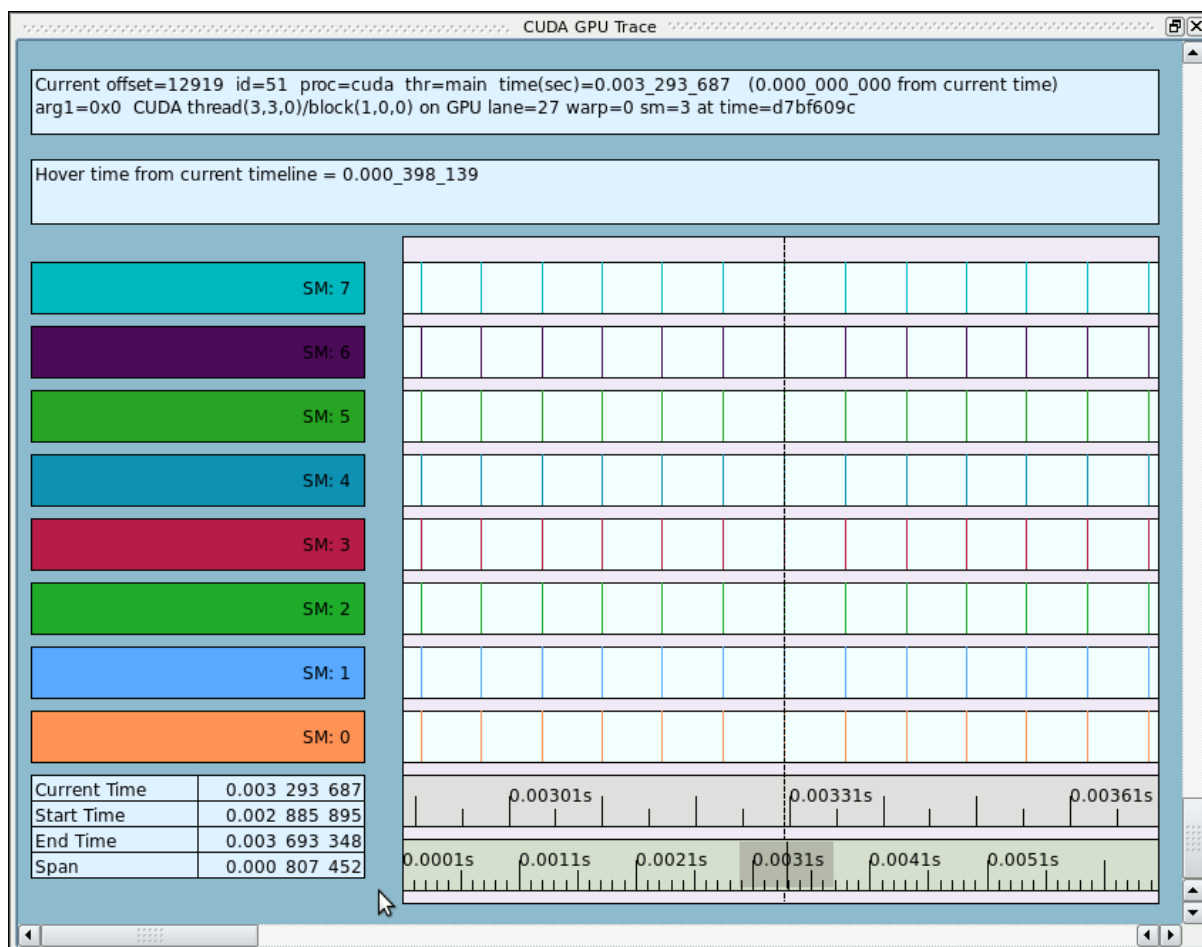 CUDA GPU Trace
Current offset=12919 id=51 proc=cuda thr=main time(sec)=0.003_293_687 (0.000_000_000 from current time)
arg1=0x0 CUDA thread(3,3,0)/block(1,0,0) on GPU lane=27 warp=0 sm=3 at time=d7bf609c
Hover time from current timeline = 0.000_398_139
SM: 7
SM: 6
SM: 5
SM: 4
SM: 3
SM: 2
SM: 1
SM: 0
Current Time 0.003 293 687
Start Time 0.002 885 895
End Time 0.003 693 348
Span 0.000 807 452
0.00301s 0.00331s 0.00361s
0.0001s 0.0011s 0.0021s 0.0031s 0.0041s 0.0051s